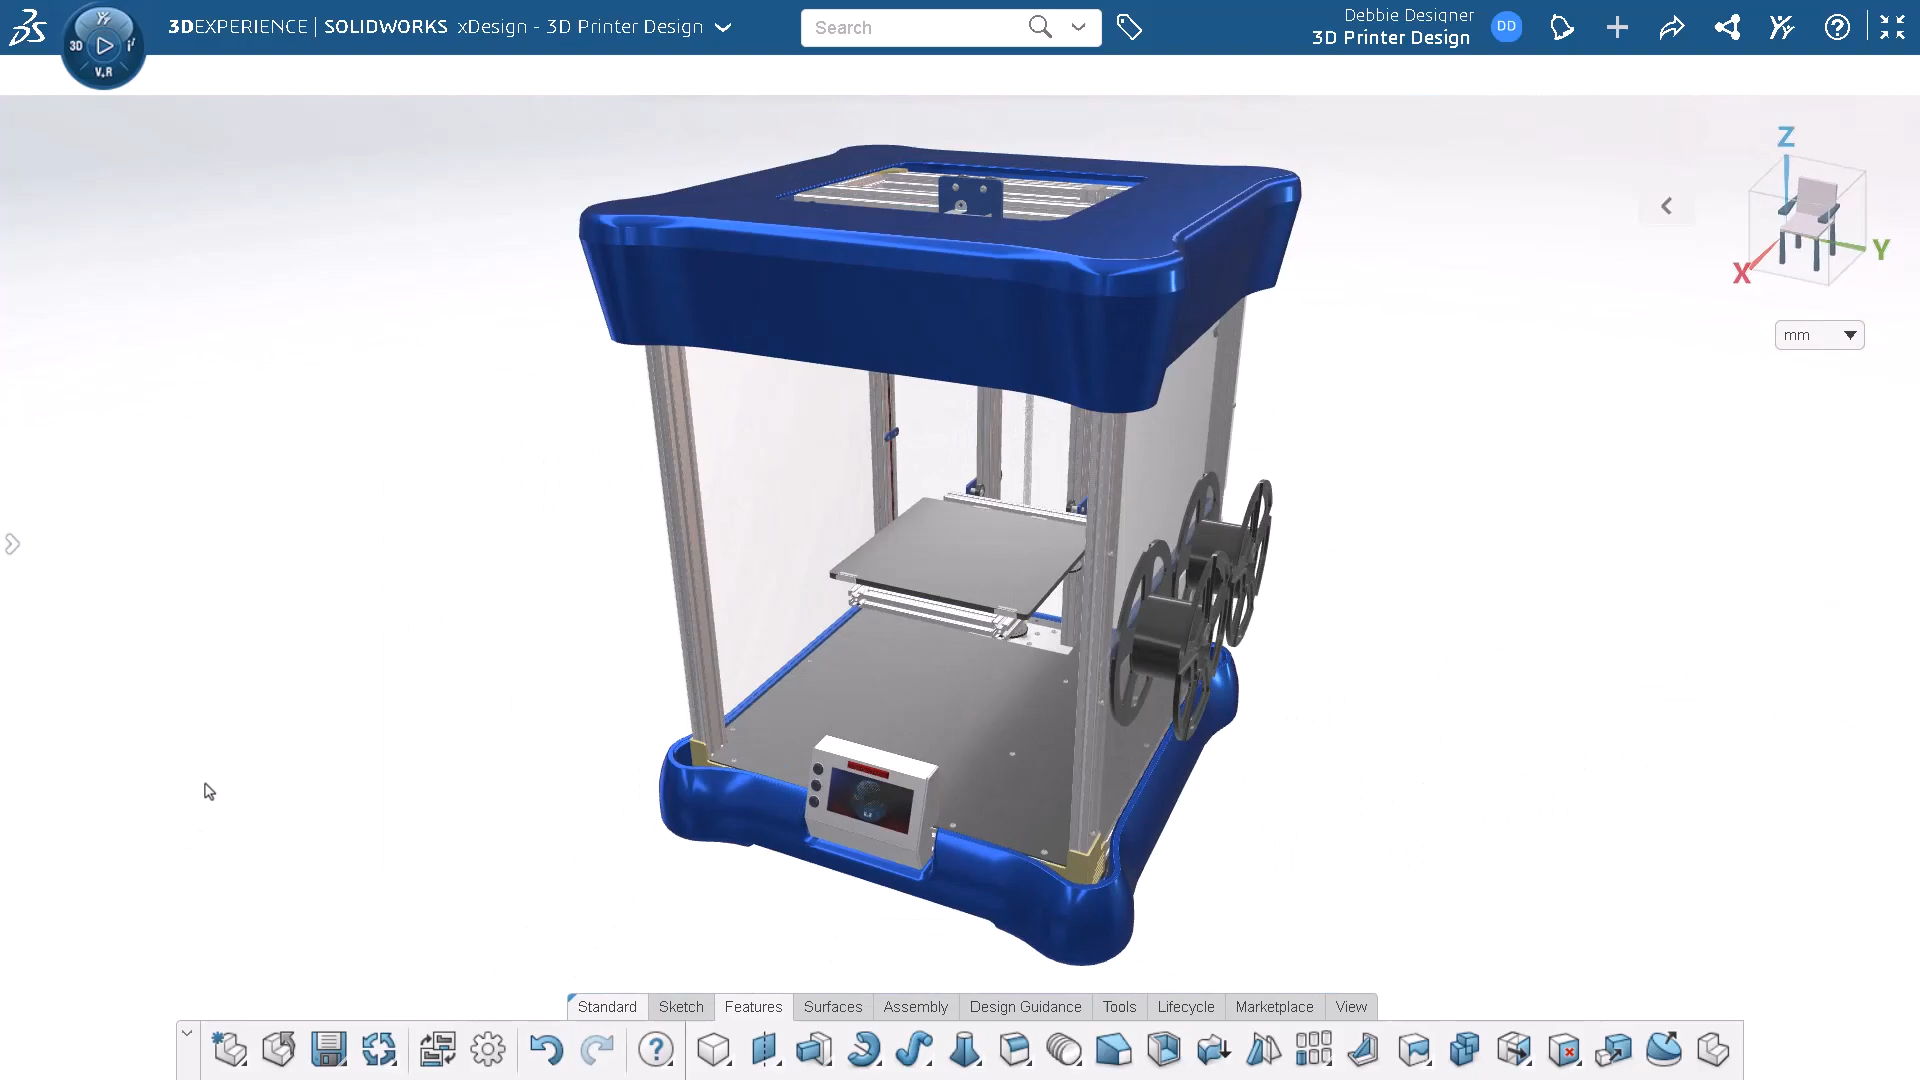 3DEXPERIENCE | SOLIDWORKS xDesign - 3D Printer Design
Search
Debbie Designer
3D Printer Design
DD
3D
V,R
Z
Y
X
mm
Standard
Sketch
Features
Surfaces
Assembly
Design Guidance
Tools
Lifecycle
Marketplace
View